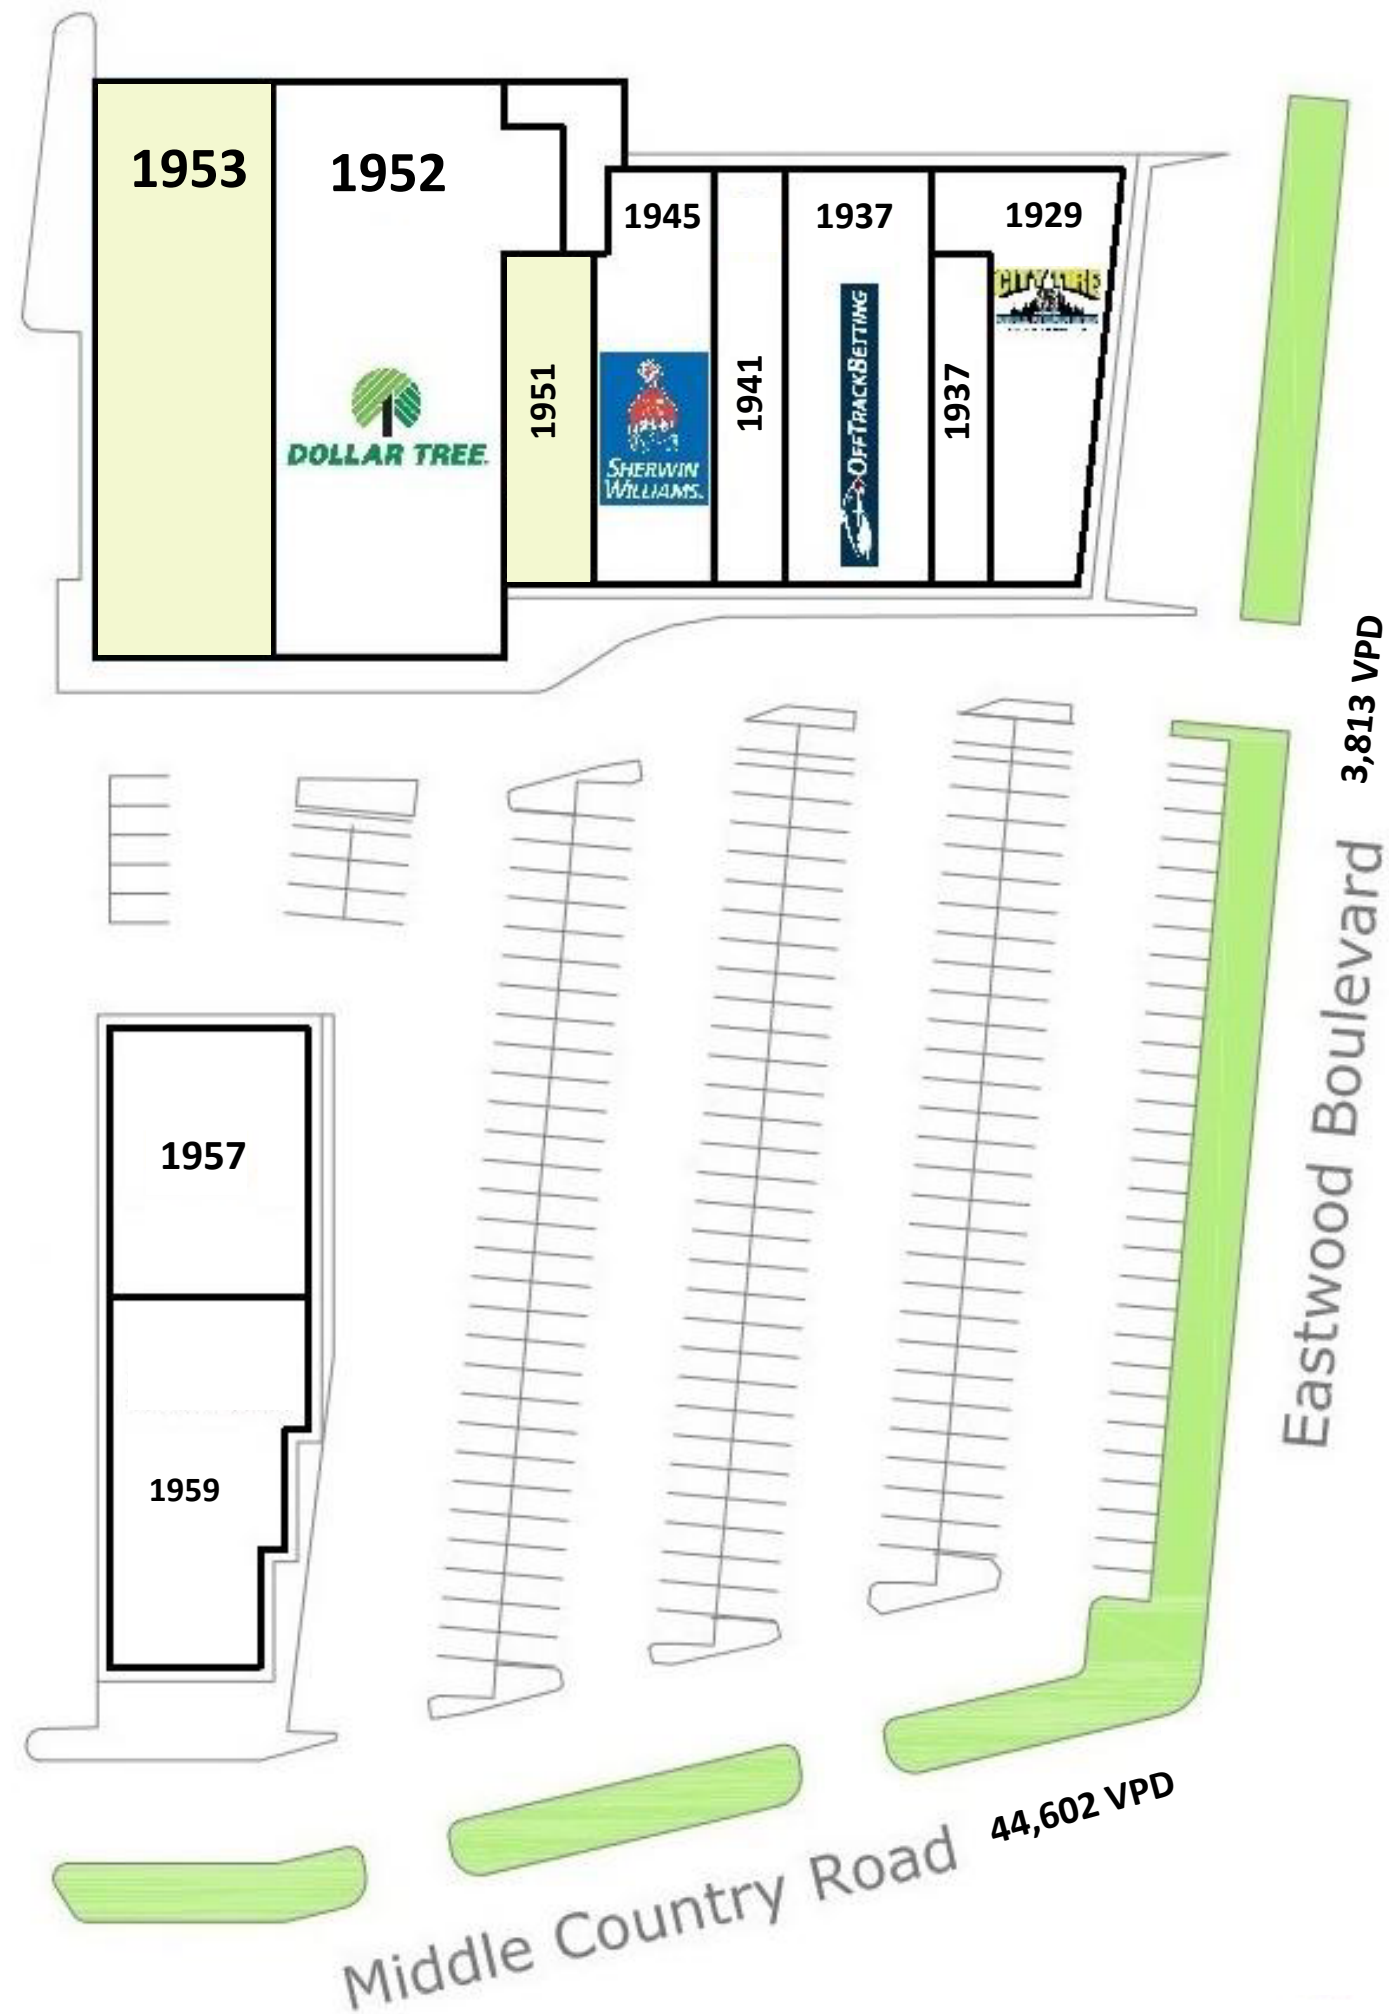 1953
1952
1945
1937
1929
CITY TIRE
OFFTRACKBETTING
1951
1941
1937
DOLLAR TREE.
SHERWIN
WILLIAMS.
3,813 VPD
Eastwood Boulevard
1957
1959
44,602 VPD
Middle Country Road